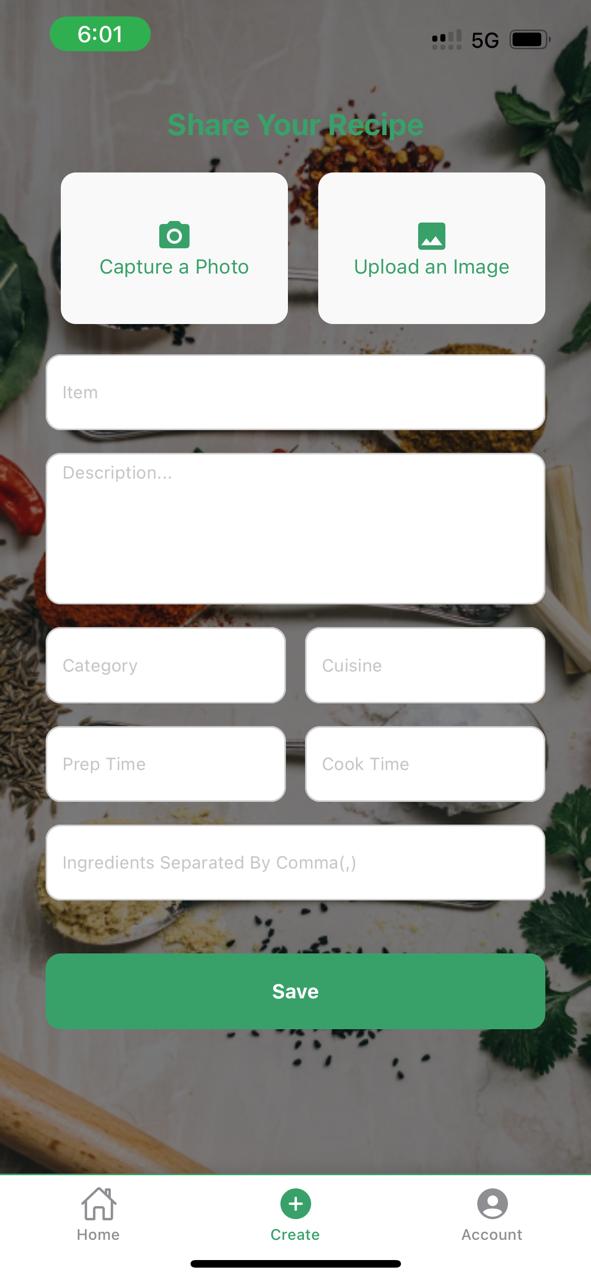 6:01 5G
Share Your Recipe
Capture a Photo Upload an Image
Item
Description...
Category Cuisine
Prep Time Cook Time
Ingredients Separated By Comma(,)
Save
Home Create Account